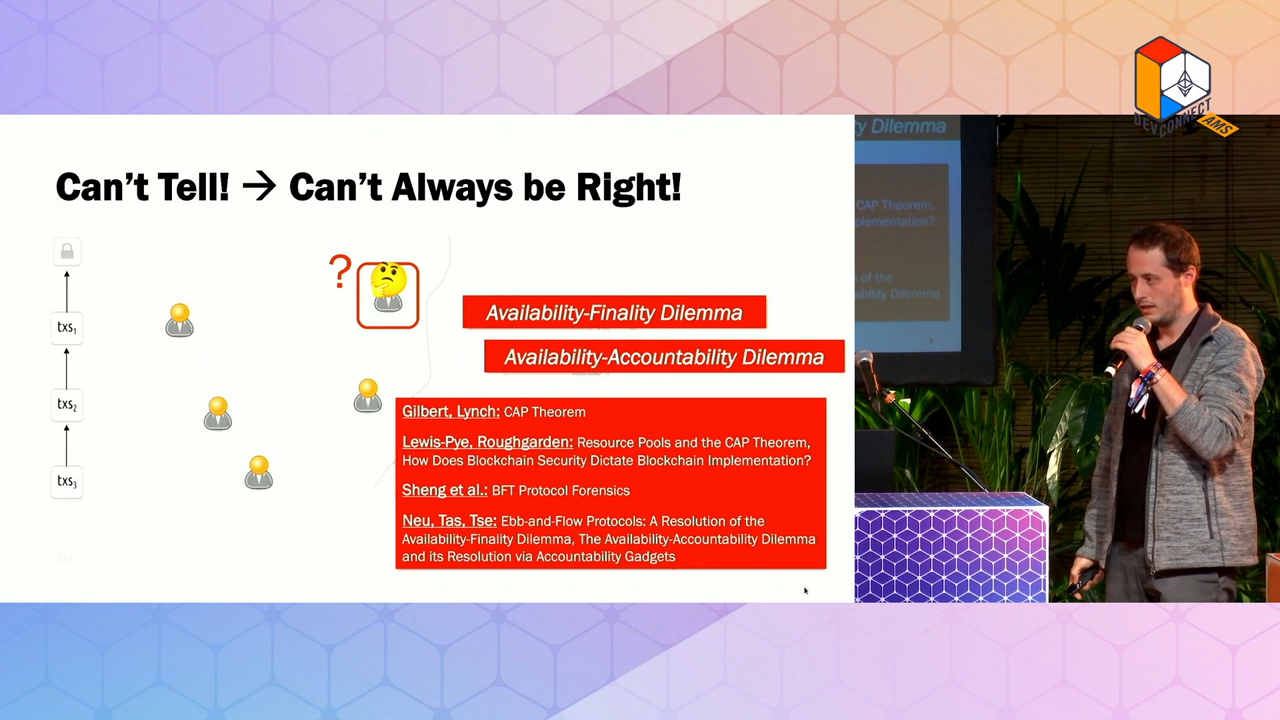 DEVCONNECT
AMS
Can't Tell! → Can't Always be Right!
?
txs1
txs2
txs3
Availability-Finality Dilemma
Availability-Accountability Dilemma
Gilbert, Lynch: CAP Theorem
Lewis-Pye, Roughgarden: Resource Pools and the CAP Theorem,
How Does Blockchain Security Dictate Blockchain Implementation?
Sheng et al.: BFT Protocol Forensics
Neu, Tas, Tse: Ebb-and-Flow Protocols: A Resolution of the
Availability-Finality Dilemma, The Availability-Accountability Dilemma
and its Resolution via Accountability Gadgets
ty Dilemma
CAP Theorem,
plementation?
of the
ability Dilemma